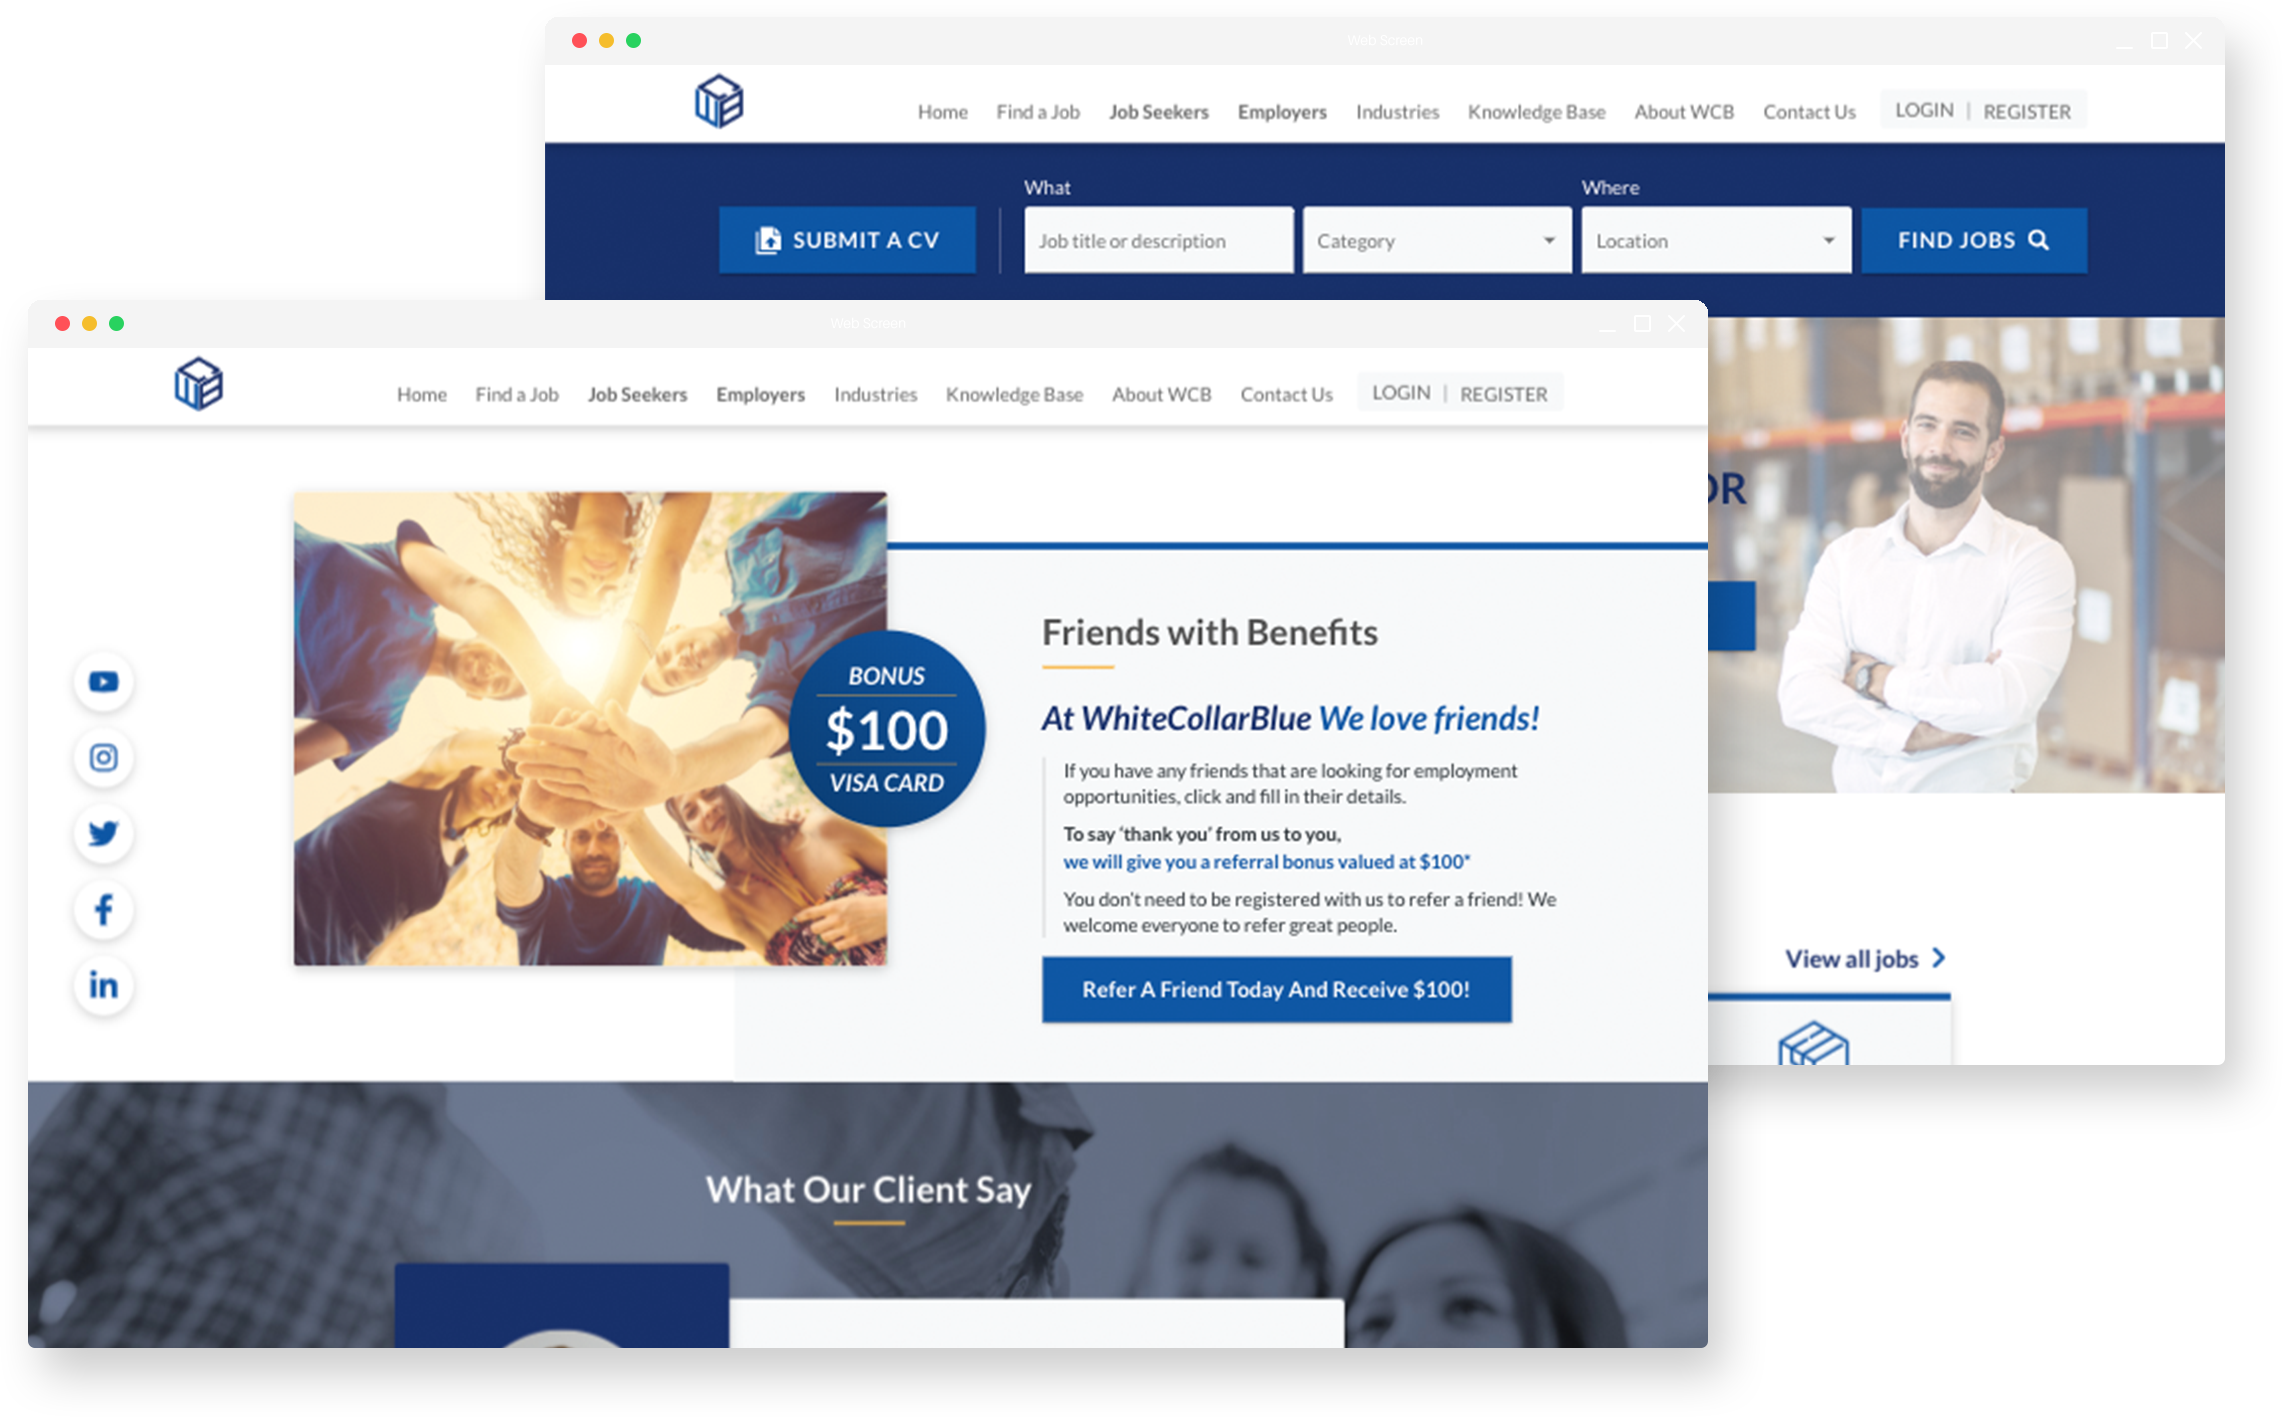 Web Screen
Home Find a Job Job Seekers Employers Industries Knowledge Base About WCB Contact Us LOGIN | REGISTER
What Where
SUBMIT A CV Job title or description Category Location FIND JOBS
OR
View all jobs
Web Screen
Home Find a Job Job Seekers Employers Industries Knowledge Base About WCB Contact Us LOGIN | REGISTER
BONUS
$100
VISA CARD
Friends with Benefits
At WhiteCollarBlue We love friends!
If you have any friends that are looking for employment
opportunities, click and fill in their details.
To say ‘thank you’ from us to you,
we will give you a referral bonus valued at $100*
You don't need to be registered with us to refer a friend! We
welcome everyone to refer great people.
Refer A Friend Today And Receive $100!
What Our Client Say